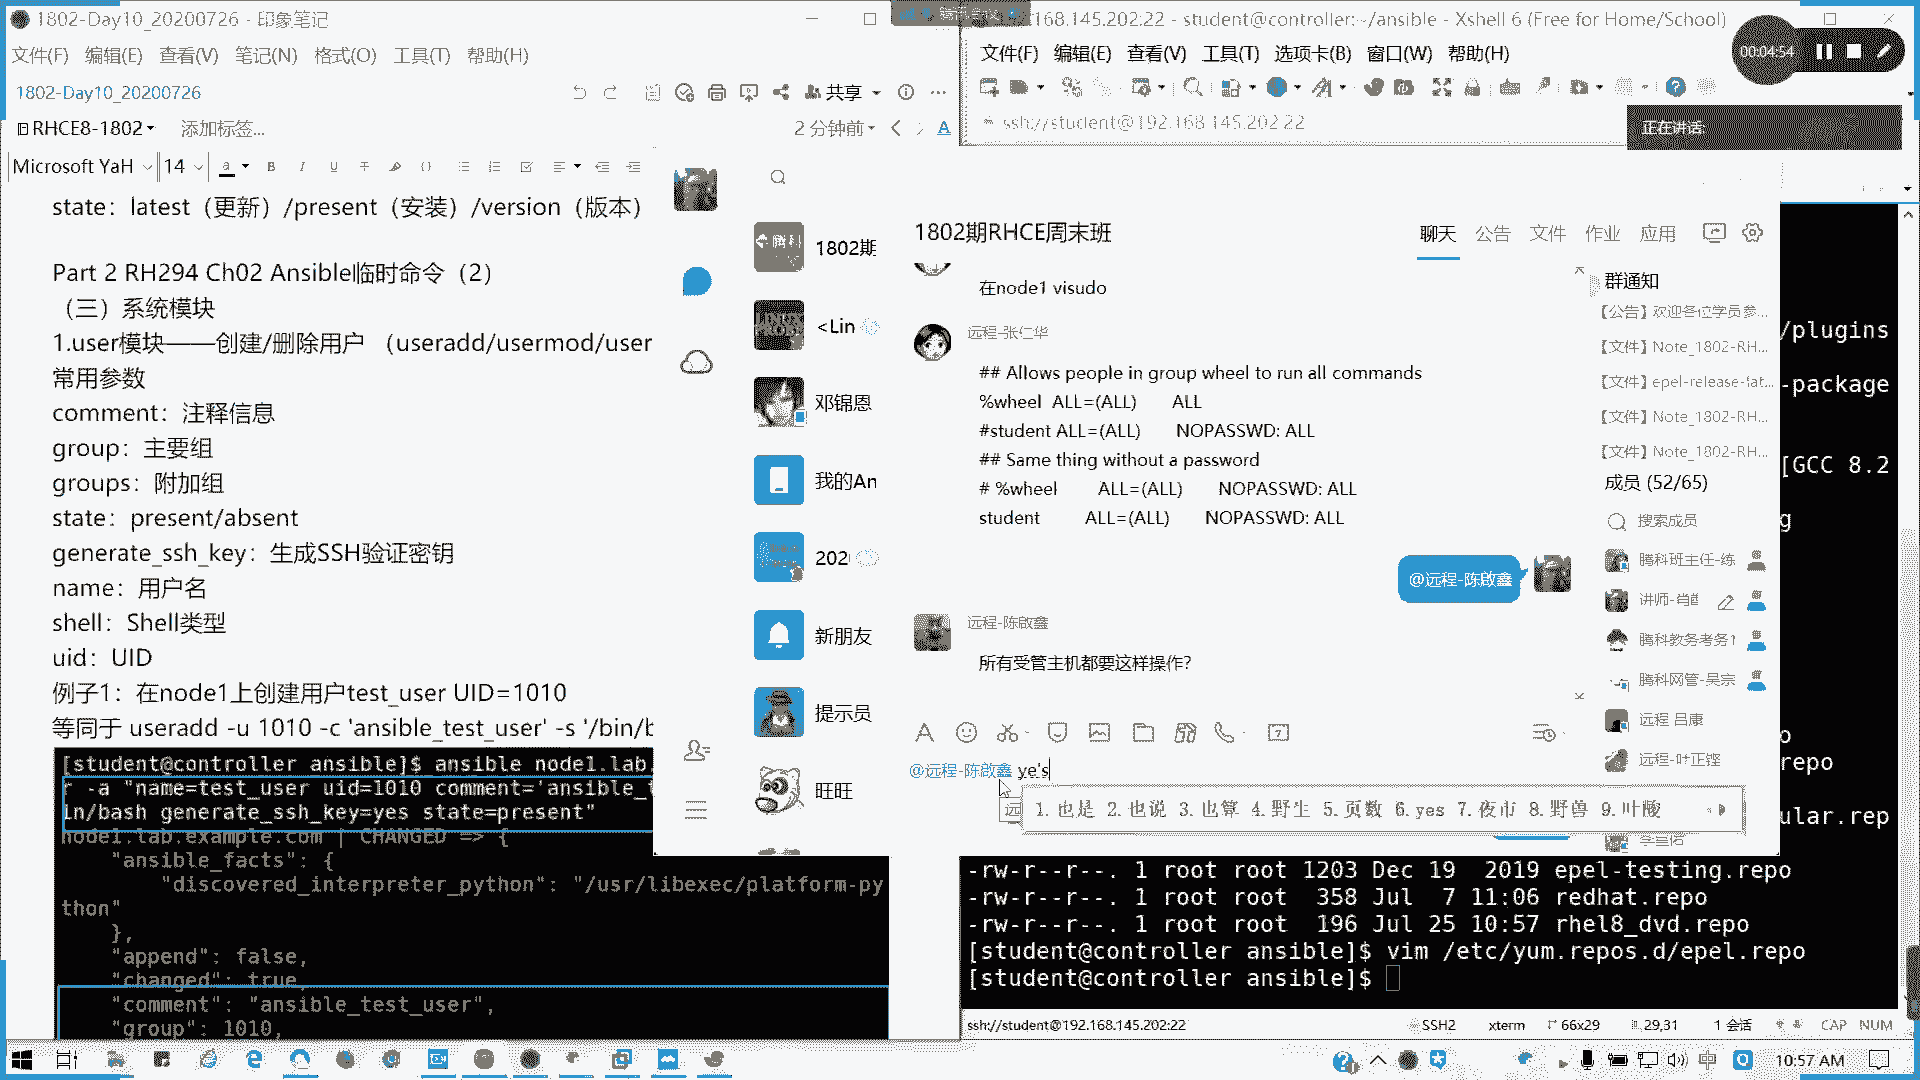 1802-Day10_20200726 - 印象笔记
文件(F) 编辑(E) 查看(V) 笔记(N) 格式(O) 工具(T) 帮助(H)
1802-Day10_20200726
共享
RHCE8-1802
添加标签...
2 分钟前
Microsoft YaH
14
state：latest（更新）/present（安装）/version（版本）
Part 2 RH294 Ch02 Ansible临时命令（2）
（三）系统模块
1.user模块——创建/删除用户 （useradd/usermod/user
常用参数
comment：注释信息
group：主要组
groups：附加组
state：present/absent
generate_ssh_key：生成SSH验证密钥
name：用户名
shell：Shell类型
uid：UID
例子1：在node1上创建用户test_user UID=1010
等同于 useradd -u 1010 -c 'ansible_test_user' -s '/bin/b
[student@controller ansible]$ ansible node1.lab.
r -a "name=test_user uid=1010 comment='ansible_t
in/bash generate_ssh_key=yes state=present"
node1.lab.example.com | CHANGED => {
"ansible_facts": {
"discovered_interpreter_python": "/usr/libexec/platform-py
thon"
},
"append": false,
"changed": true,
"comment": "ansible_test_user",
"group": 1010,
168.145.202:22 - student@controller:~/ansible - Xshell 6 (Free for Home/School)
文件(F) 编辑(E) 查看(V) 工具(T) 选项卡(B) 窗口(W) 帮助(H)
ssh://student@192.168.145.202:22
00:04:54
正在讲话:
1802期
<Lin
邓锦恩
我的An
202
新朋友
提示员
旺旺
1802期RHCE周末班
聊天 公告 文件 作业 应用
在node1 visudo
远程-张仁华
## Allows people in group wheel to run all commands
%wheel ALL=(ALL) ALL
#student ALL=(ALL) NOPASSWD: ALL
## Same thing without a password
# %wheel ALL=(ALL) NOPASSWD: ALL
student ALL=(ALL) NOPASSWD: ALL
@远程-陈啟鑫
远程-陈啟鑫
所有受管主机都要这样操作?
@远程-陈啟鑫 ye's
1.也是 2.也说 3.也算 4.野生 5.页数 6.yes 7.夜市 8.野兽 9.叶酸
群通知
【公告】欢迎各位学员参...
【文件】Note_1802-RH...
【文件】epel-release-lat...
【文件】Note_1802-RH...
【文件】Note_1802-RH...
成员 (52/65)
搜索成员
腾科班主任-练
腾科教务考务
腾科网管-吴宗
远程 吕康
远程-叶正铿
/plugins
-package
[GCC 8.2
g
o
repo
ular.rep
-rw-r--r--. 1 root root 1203 Dec 19 2019 epel-testing.repo
-rw-r--r--. 1 root root 358 Jul 7 11:06 redhat.repo
-rw-r--r--. 1 root root 196 Jul 25 10:57 rhel8_dvd.repo
[student@controller ansible]$ vim /etc/yum.repos.d/epel.repo
[student@controller ansible]$
ssh://student@192.168.145.202:22
SSH2 xterm 66x29 29,31 1 会话 CAP NUM
中
10:57 AM